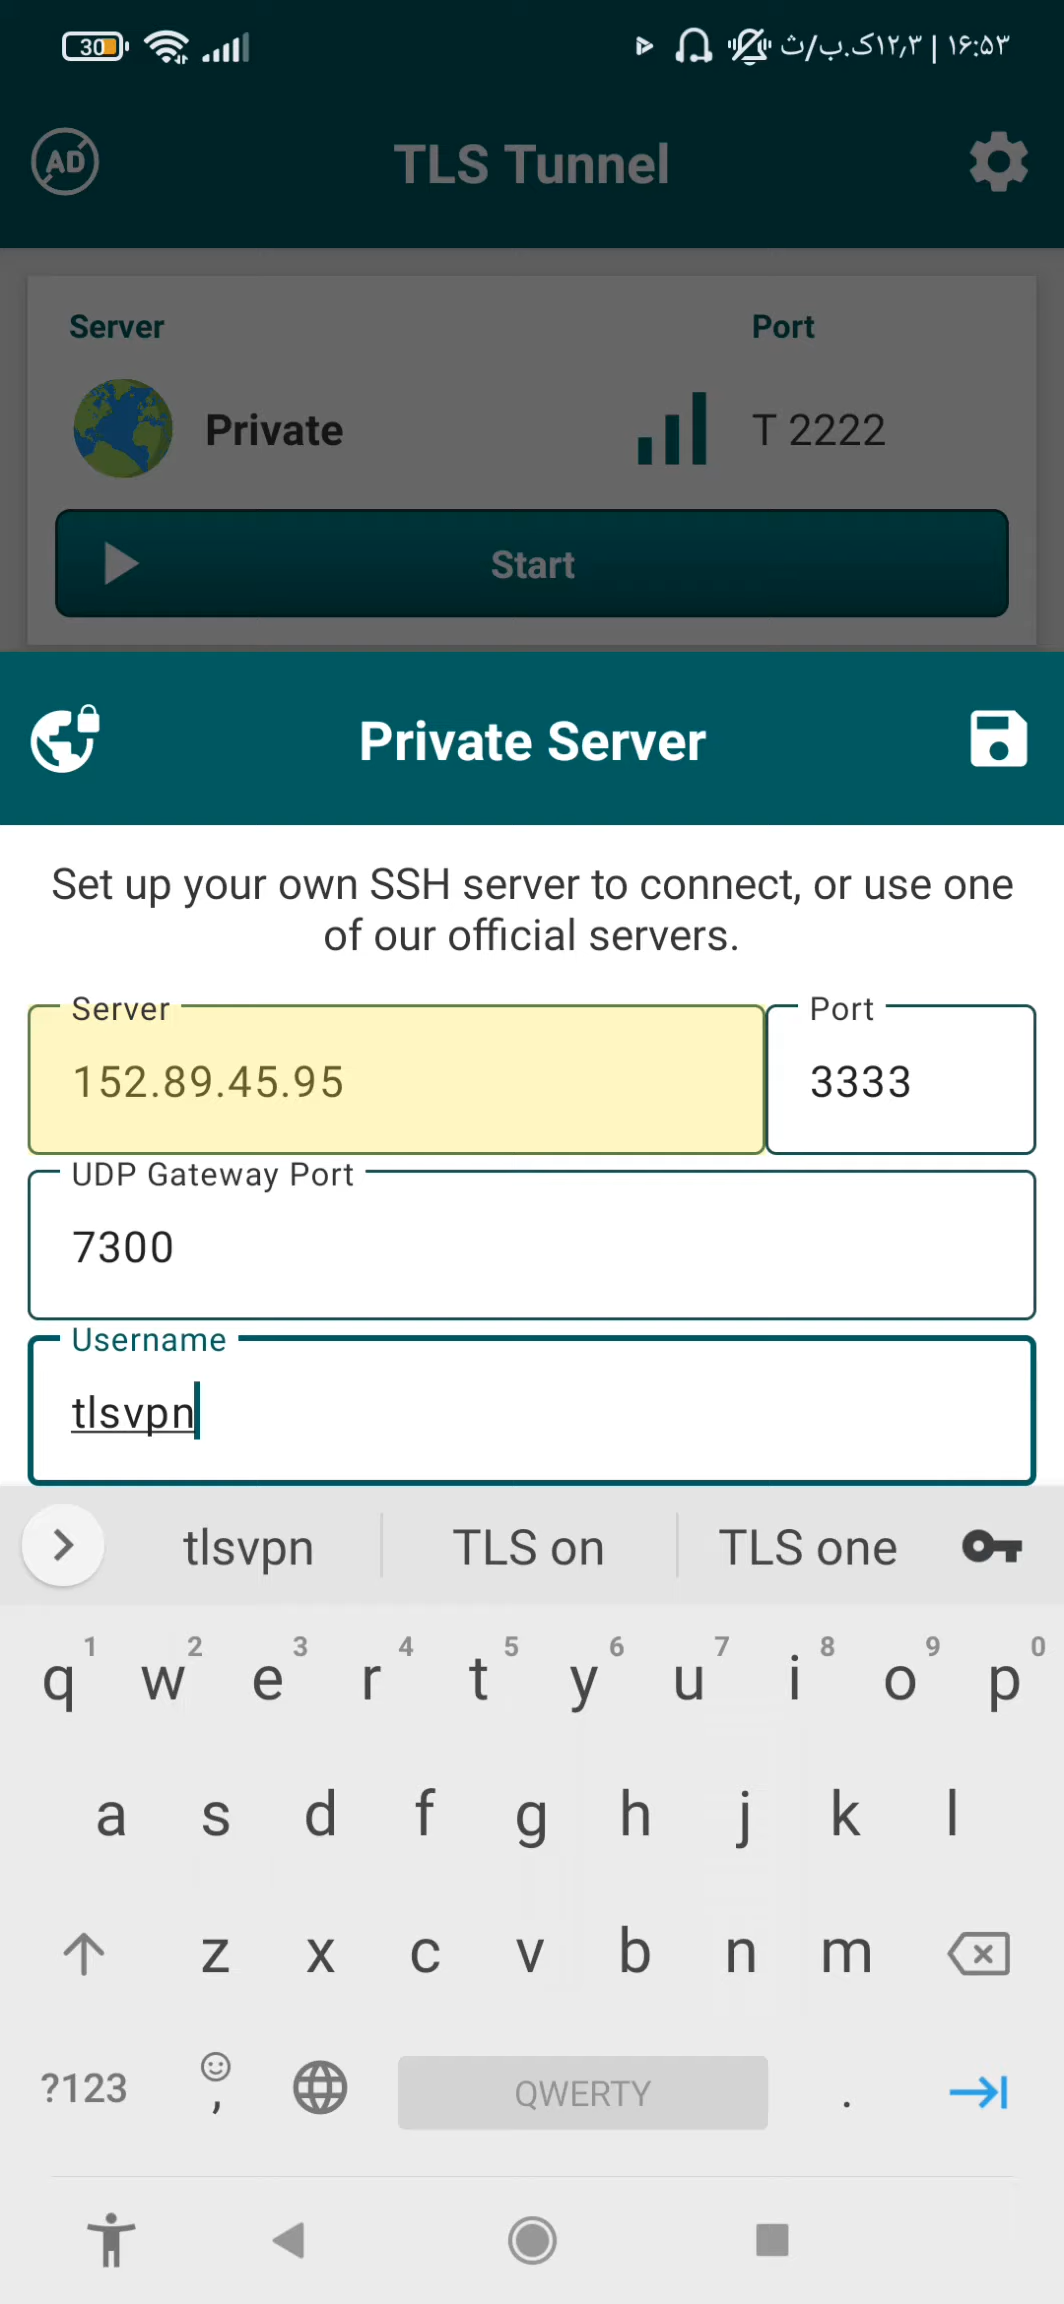 30
۱۲٫۳ک.ب/ث | ۱۶:۵۳
AD
TLS Tunnel
Server
Port
Private
T 2222
Start
Private Server
Set up your own SSH server to connect, or use one
of our official servers.
Server
Port
152.89.45.95
3333
UDP Gateway Port
7300
Username
tlsvpn
tlsvpn
TLS on
TLS one
1 2 3 4 5 6 7 8 9 0
q w e r t y u i o p
a s d f g h j k l
z x c v b n m
?123 , QWERTY .